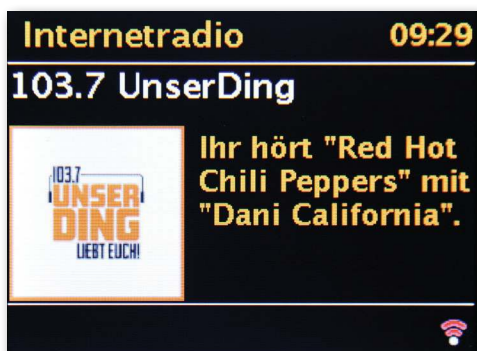 Internetradio 09:29
103.7 UnserDing
103.7
UNSER
DING
LIEBT EUCH!
Ihr hört "Red Hot
Chili Peppers" mit
"Dani California".